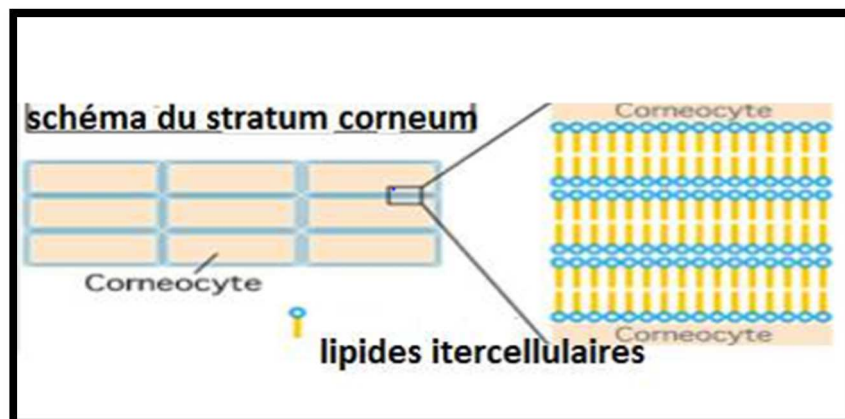 schéma du stratum corneum
Corneocyte
Corneocyte
lipides itercellulaires
Corneocyte